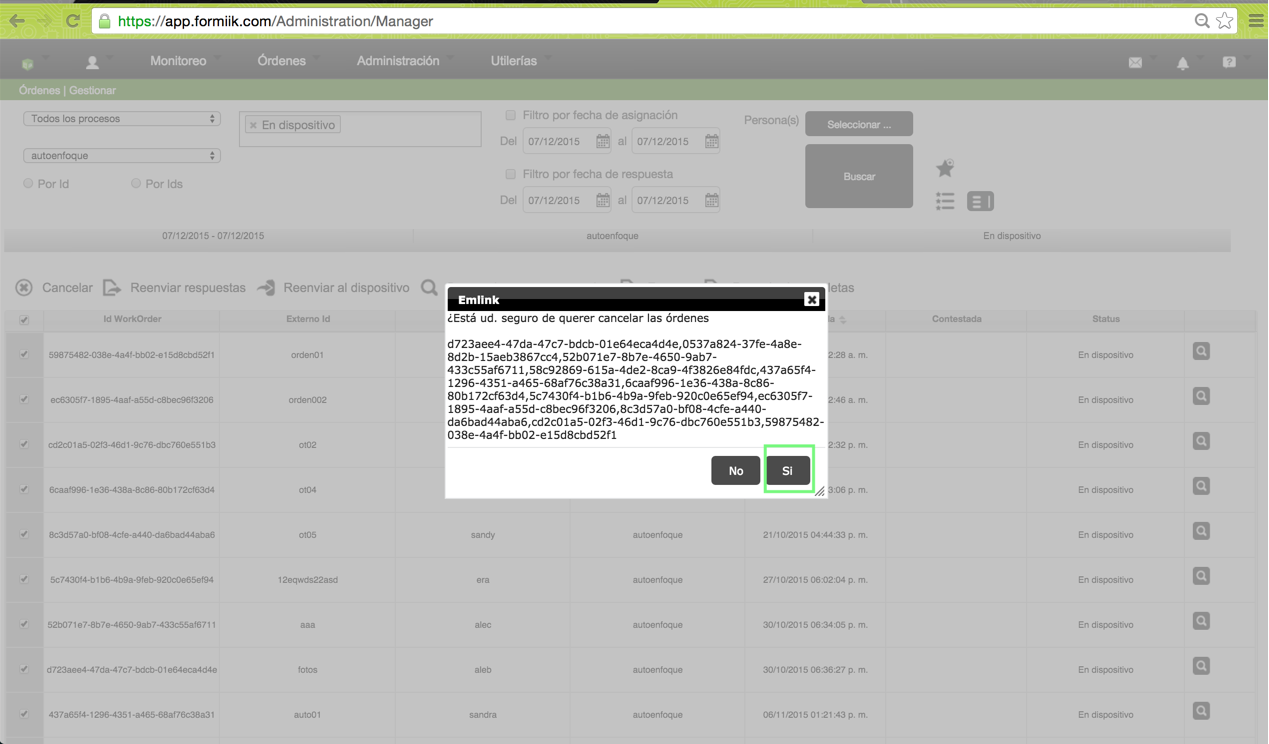 https://app.formiik.com/Administration/Manager
Monitoreo Órdenes Administración Utilerías
Órdenes | Gestionar
Todos los procesos
En dispositivo
Filtro por fecha de asignación
Persona(s)
Seleccionar ...
Del 07/12/2015 al 07/12/2015
autoenfoque
Buscar
Filtro por fecha de respuesta
Por Id Por Ids
Del 07/12/2015 al 07/12/2015
07/12/2015 - 07/12/2015 autoenfoque En dispositivo
Cancelar Reenviar respuestas Reenviar al dispositivo
etas
Emlink
¿Está ud. seguro de querer cancelar las órdenes
d723aee4-47da-47c7-bdcb-01e64eca4d4e,0537a824-37fe-4a8e-
8d2b-15aeb3867cc4,52b071e7-8b7e-4650-9ab7-
433c55af6711,58c92869-615a-4de2-8ca9-4f3826e84fdc,437a65f4-
1296-4351-a465-68af76c38a31,6caaf996-1e36-438a-8c86-
80b172cf63d4,5c7430f4-b1b6-4b9a-9feb-920c0e65ef94,ec6305f7-
1895-4aaf-a55d-c8bec96f3206,8c3d57a0-bf08-4cfe-a440-
da6bad44aba6,cd2c01a5-02f3-46d1-9c76-dbc760e551b3,59875482-
038e-4a4f-bb02-e15d8cbd52f1
No Si
Id WorkOrder Externo Id la Contestada Status
59875482-038e-4a4f-bb02-e15d8cbd52f1 orden01 2:28 a. m. En dispositivo
ec6305f7-1895-4aaf-a55d-c8bec96f3206 orden002 2:46 a. m. En dispositivo
cd2c01a5-02f3-46d1-9c76-dbc760e551b3 ot02 2:32 p. m. En dispositivo
6caaf996-1e36-438a-8c86-80b172cf63d4 ot04 3:06 p. m. En dispositivo
8c3d57a0-bf08-4cfe-a440-da6bad44aba6 ot05 sandy autoenfoque 21/10/2015 04:44:33 p. m. En dispositivo
5c7430f4-b1b6-4b9a-9feb-920c0e65ef94 12eqwds22asd era autoenfoque 27/10/2015 06:02:04 p. m. En dispositivo
52b071e7-8b7e-4650-9ab7-433c55af6711 aaa alec autoenfoque 30/10/2015 06:34:05 p. m. En dispositivo
d723aee4-47da-47c7-bdcb-01e64eca4d4e fotos aleb autoenfoque 30/10/2015 06:36:27 p. m. En dispositivo
437a65f4-1296-4351-a465-68af76c38a31 auto01 sandra autoenfoque 06/11/2015 01:21:43 p. m. En dispositivo